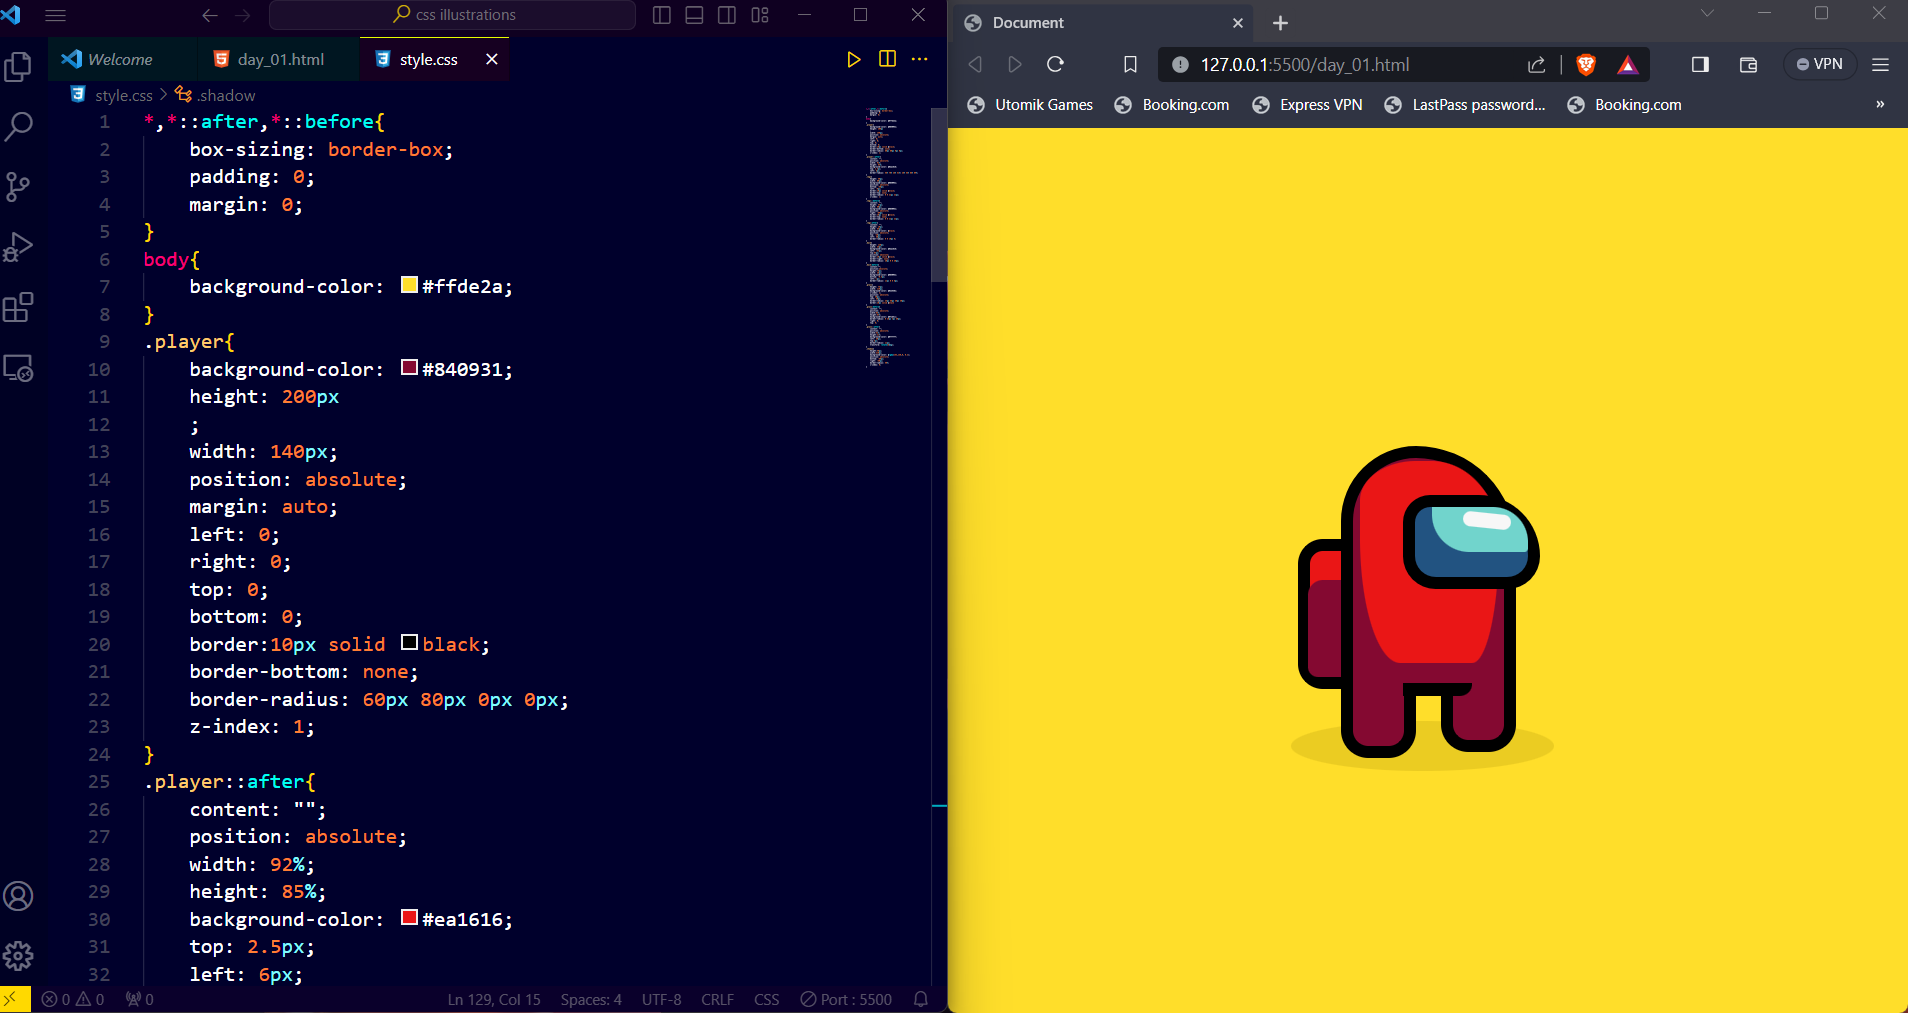 css illustrations
Welcome
day_01.html
style.css
style.css > .shadow
1 *,*::after,*::before{
2 box-sizing: border-box;
3 padding: 0;
4 margin: 0;
5 }
6 body{
7 background-color: #ffde2a;
8 }
9 .player{
10 background-color: #840931;
11 height: 200px
12 ;
13 width: 140px;
14 position: absolute;
15 margin: auto;
16 left: 0;
17 right: 0;
18 top: 0;
19 bottom: 0;
20 border:10px solid black;
21 border-bottom: none;
22 border-radius: 60px 80px 0px 0px;
23 z-index: 1;
24 }
25 .player::after{
26 content: "";
27 position: absolute;
28 width: 92%;
29 height: 85%;
30 background-color: #ea1616;
31 top: 2.5px;
32 left: 6px;
0 0 0 Ln 129, Col 15 Spaces: 4 UTF-8 CRLF CSS Port : 5500
Document
127.0.0.1:5500/day_01.html
VPN
Utomik Games Booking.com Express VPN LastPass password... Booking.com »